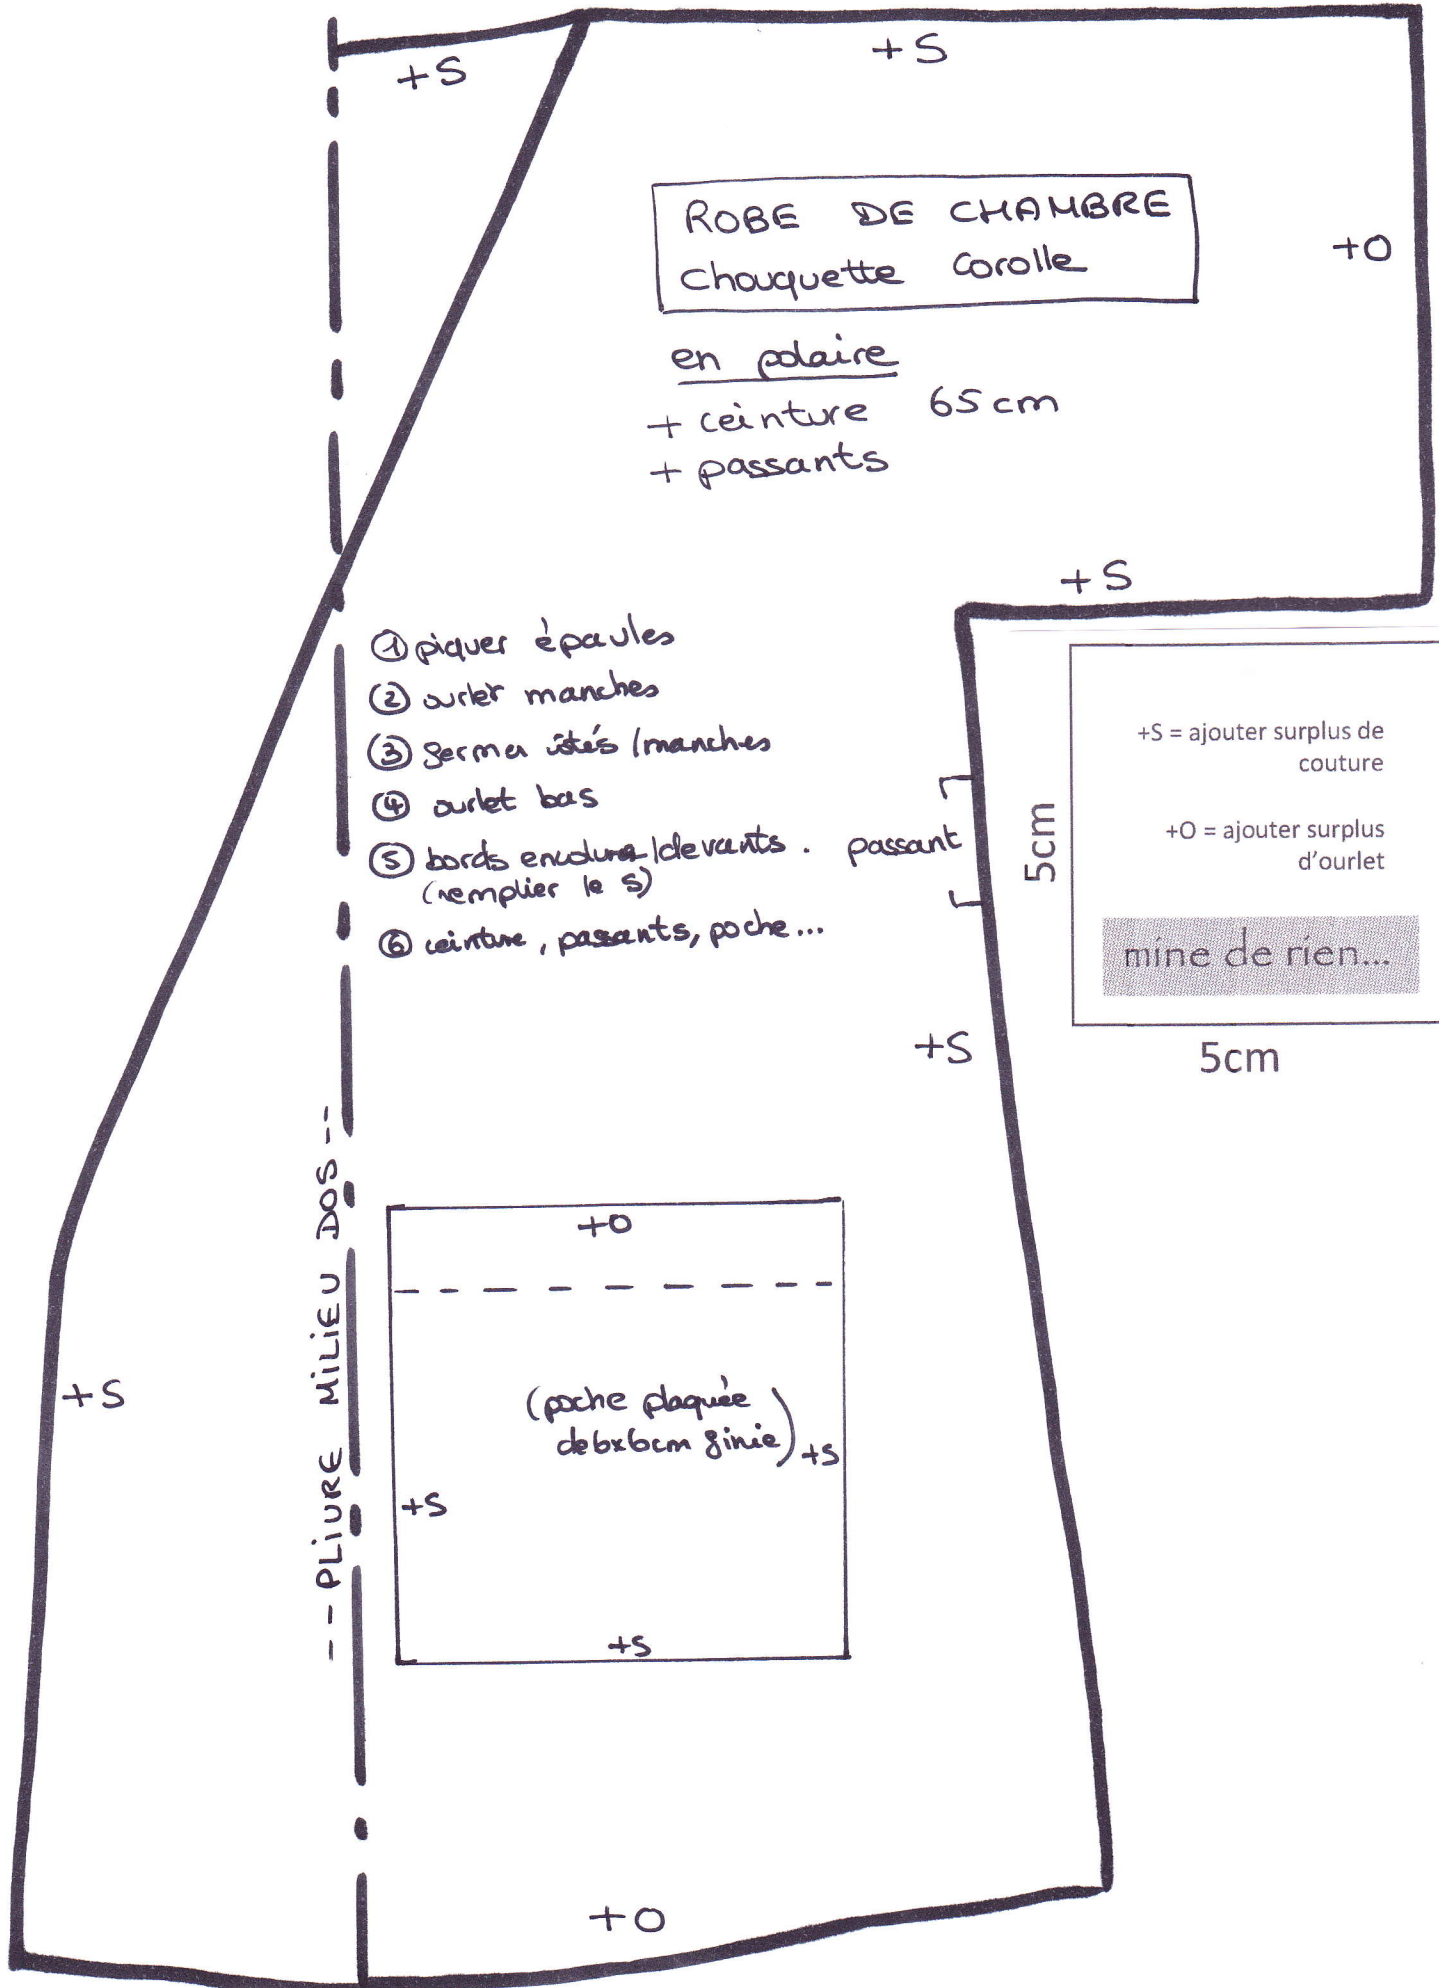 +S
+S
ROBE DE CHAMBRE
Chouquette Corolle
+O
en polaire
+ ceinture 65cm
+ passants
+S
① piquer épaules
② ourler manches
③ fermer côtés/manches
④ ourlet bas
⑤ bords encolure/devants.
(remplier le S)
⑥ ceinture, passants, poche...
passant
5cm
+S = ajouter surplus de
couture
+O = ajouter surplus
d'ourlet
mine de rien...
5cm
+S
--PLIURE MILIEU DOS--
+O
(poche plaquée
de 6x6cm finie)
+S
+S
+S
+S
+O